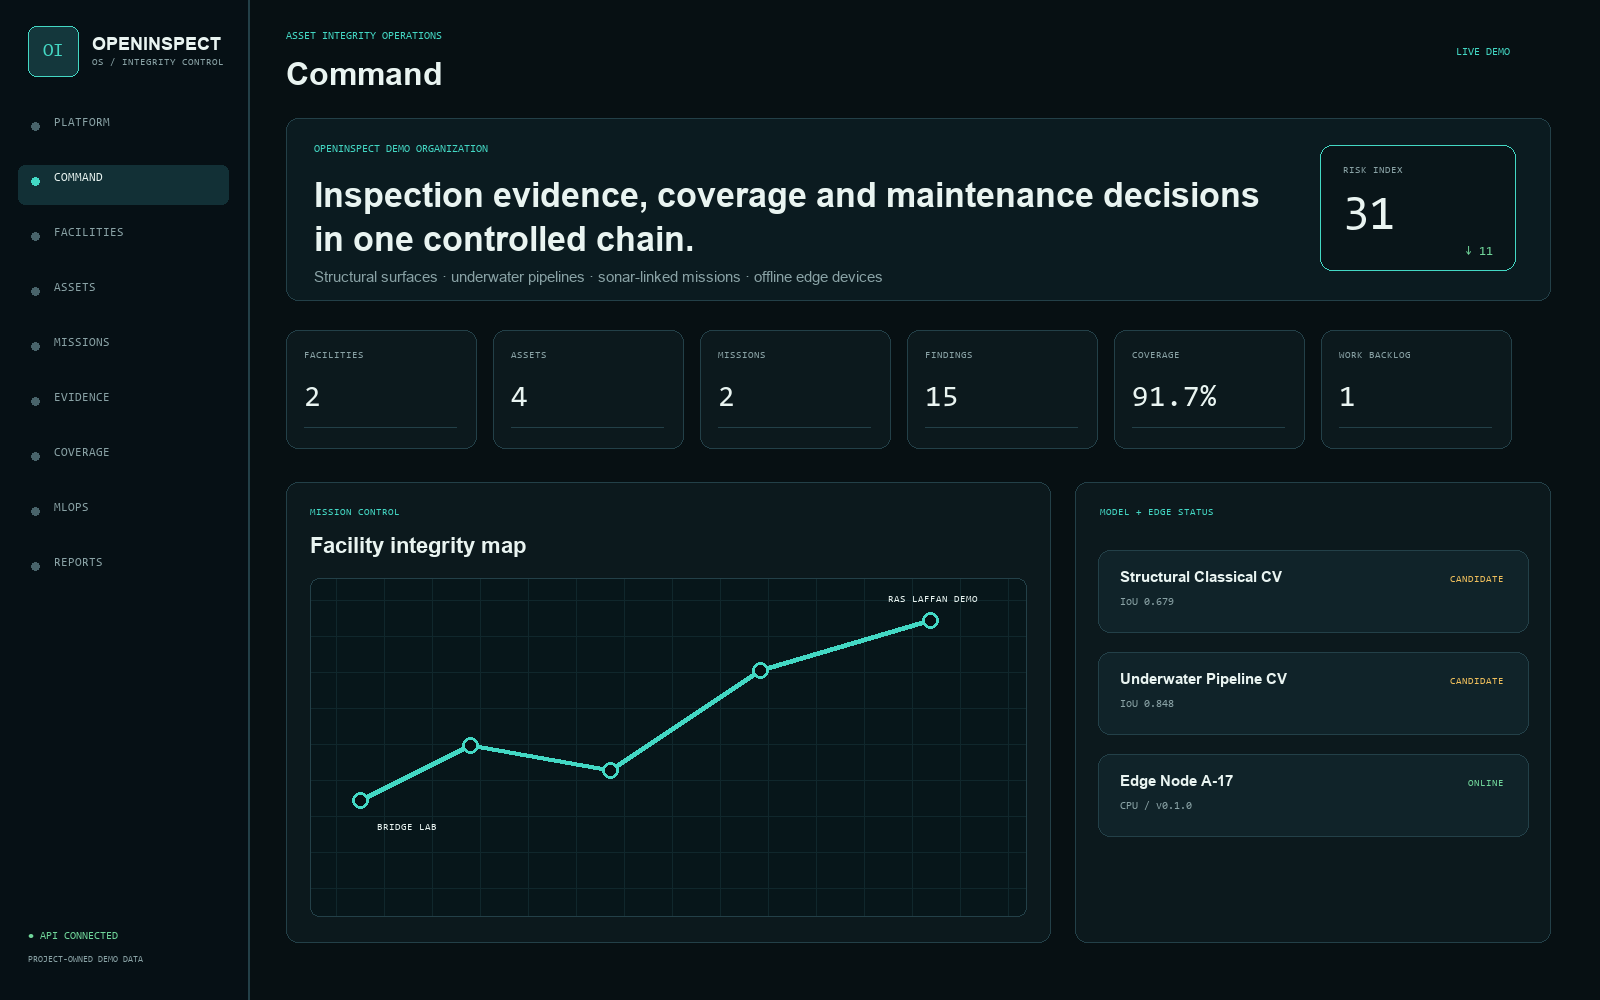 OI
OPENINSPECT
OS / INTEGRITY CONTROL
PLATFORM
COMMAND
FACILITIES
ASSETS
MISSIONS
EVIDENCE
COVERAGE
MLOPS
REPORTS
● API CONNECTED
PROJECT-OWNED DEMO DATA
ASSET INTEGRITY OPERATIONS
Command
LIVE DEMO
OPENINSPECT DEMO ORGANIZATION
Inspection evidence, coverage and maintenance decisions
in one controlled chain.
Structural surfaces · underwater pipelines · sonar-linked missions · offline edge devices
RISK INDEX
31
↓ 11
FACILITIES
2
ASSETS
4
MISSIONS
2
FINDINGS
15
COVERAGE
91.7%
WORK BACKLOG
1
MISSION CONTROL
Facility integrity map
RAS LAFFAN DEMO
BRIDGE LAB
MODEL + EDGE STATUS
Structural Classical CV
CANDIDATE
IoU 0.679
Underwater Pipeline CV
CANDIDATE
IoU 0.848
Edge Node A-17
ONLINE
CPU / v0.1.0